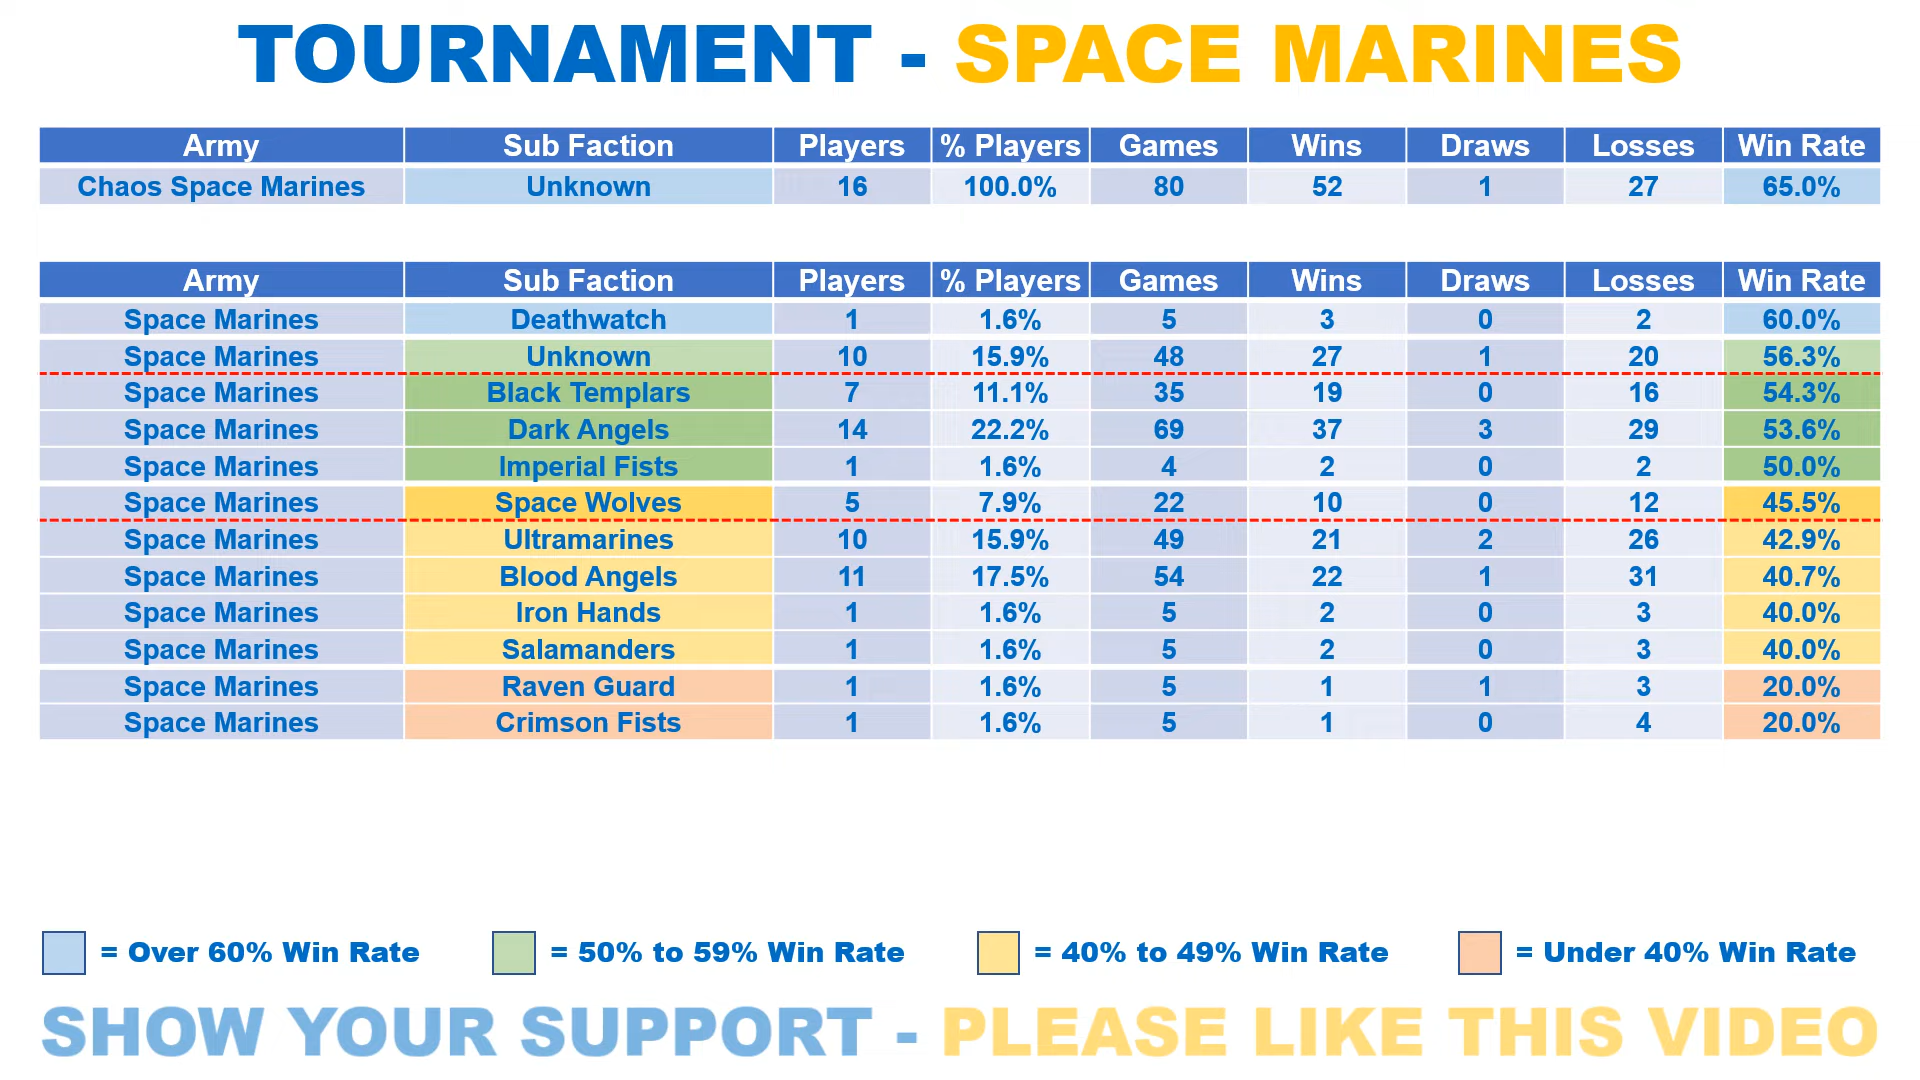 TOURNAMENT - SPACE MARINES
Army Sub Faction Players % Players Games Wins Draws Losses Win Rate
Chaos Space Marines Unknown 16 100.0% 80 52 1 27 65.0%
Army Sub Faction Players % Players Games Wins Draws Losses Win Rate
Space Marines Deathwatch 1 1.6% 5 3 0 2 60.0%
Space Marines Unknown 10 15.9% 48 27 1 20 56.3%
Space Marines Black Templars 7 11.1% 35 19 0 16 54.3%
Space Marines Dark Angels 14 22.2% 69 37 3 29 53.6%
Space Marines Imperial Fists 1 1.6% 4 2 0 2 50.0%
Space Marines Space Wolves 5 7.9% 22 10 0 12 45.5%
Space Marines Ultramarines 10 15.9% 49 21 2 26 42.9%
Space Marines Blood Angels 11 17.5% 54 22 1 31 40.7%
Space Marines Iron Hands 1 1.6% 5 2 0 3 40.0%
Space Marines Salamanders 1 1.6% 5 2 0 3 40.0%
Space Marines Raven Guard 1 1.6% 5 1 1 3 20.0%
Space Marines Crimson Fists 1 1.6% 5 1 0 4 20.0%
= Over 60% Win Rate = 50% to 59% Win Rate = 40% to 49% Win Rate = Under 40% Win Rate
SHOW YOUR SUPPORT - PLEASE LIKE THIS VIDEO